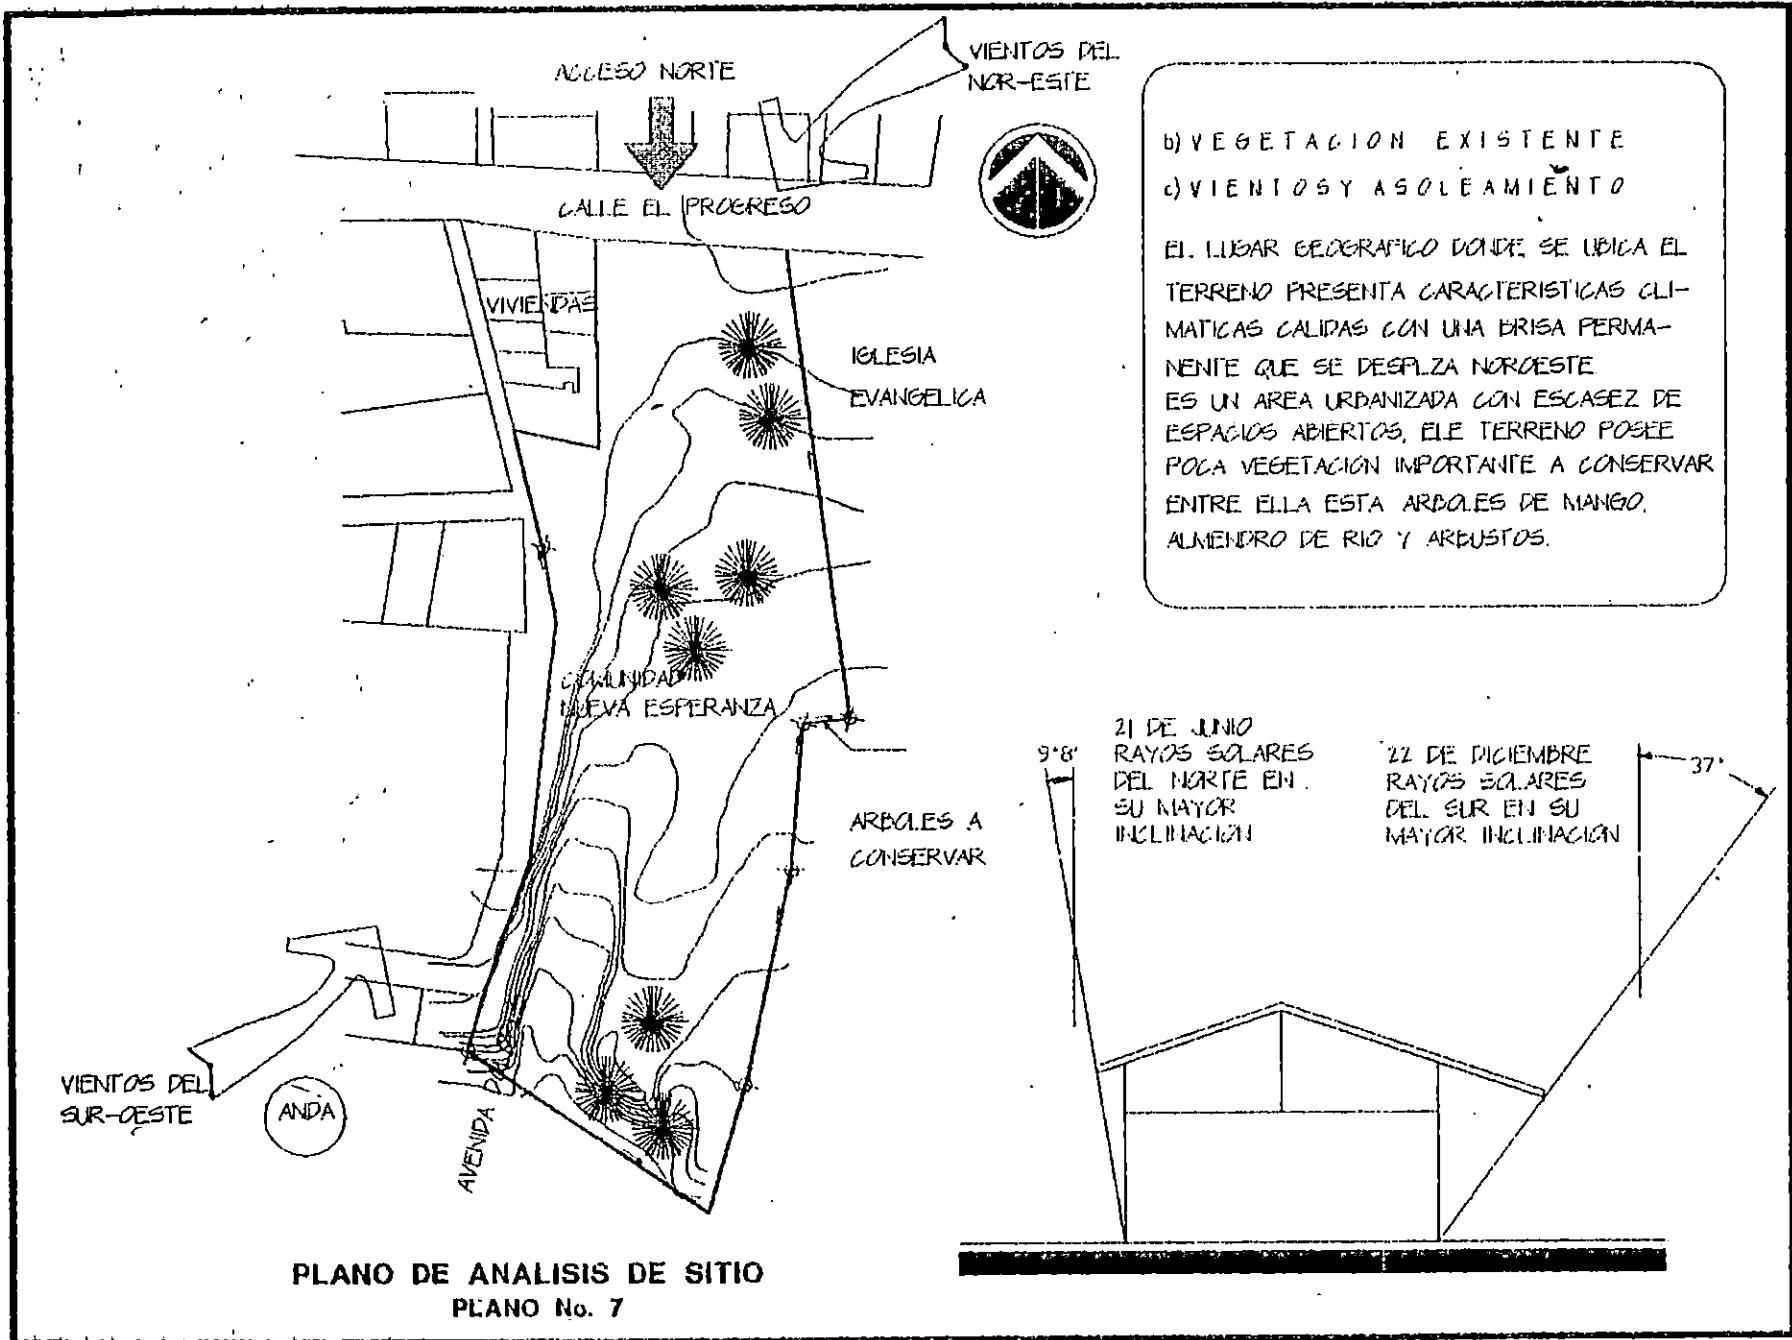 ACCESO NORTE
VIENTOS DEL
NOR-ESTE
CALLE EL PROGRESO
VIVIENDAS
IGLESIA
EVANGELICA
COMUNIDAD
NUEVA ESPERANZA
ARBOLES A
CONSERVAR
VIENTOS DEL
SUR-OESTE
ANDA
AVENIDA
b) VEGETACION EXISTENTE
c) VIENTOS Y ASOLEAMIENTO
EL LUGAR GEOGRAFICO DONDE SE UBICA EL
TERRENO PRESENTA CARACTERISTICAS CLI-
MATICAS CALIDAS CON UNA BRISA PERMA-
NENTE QUE SE DESPLZA NOROESTE
ES UN AREA URBANIZADA CON ESCASEZ DE
ESPACIOS ABIERTOS, ELE TERRENO POSEE
POCA VEGETACION IMPORTANTE A CONSERVAR
ENTRE ELLA ESTA ARBOLES DE MANGO,
ALMENDRO DE RIO Y ARBUSTOS.
9°8'
21 DE JUNIO
RAYOS SOLARES
DEL NORTE EN
SU MAYOR
INCLINACION
22 DE DICIEMBRE
RAYOS SOLARES
DEL SUR EN SU
MAYOR INCLINACION
37°
PLANO DE ANALISIS DE SITIO
PLANO No. 7